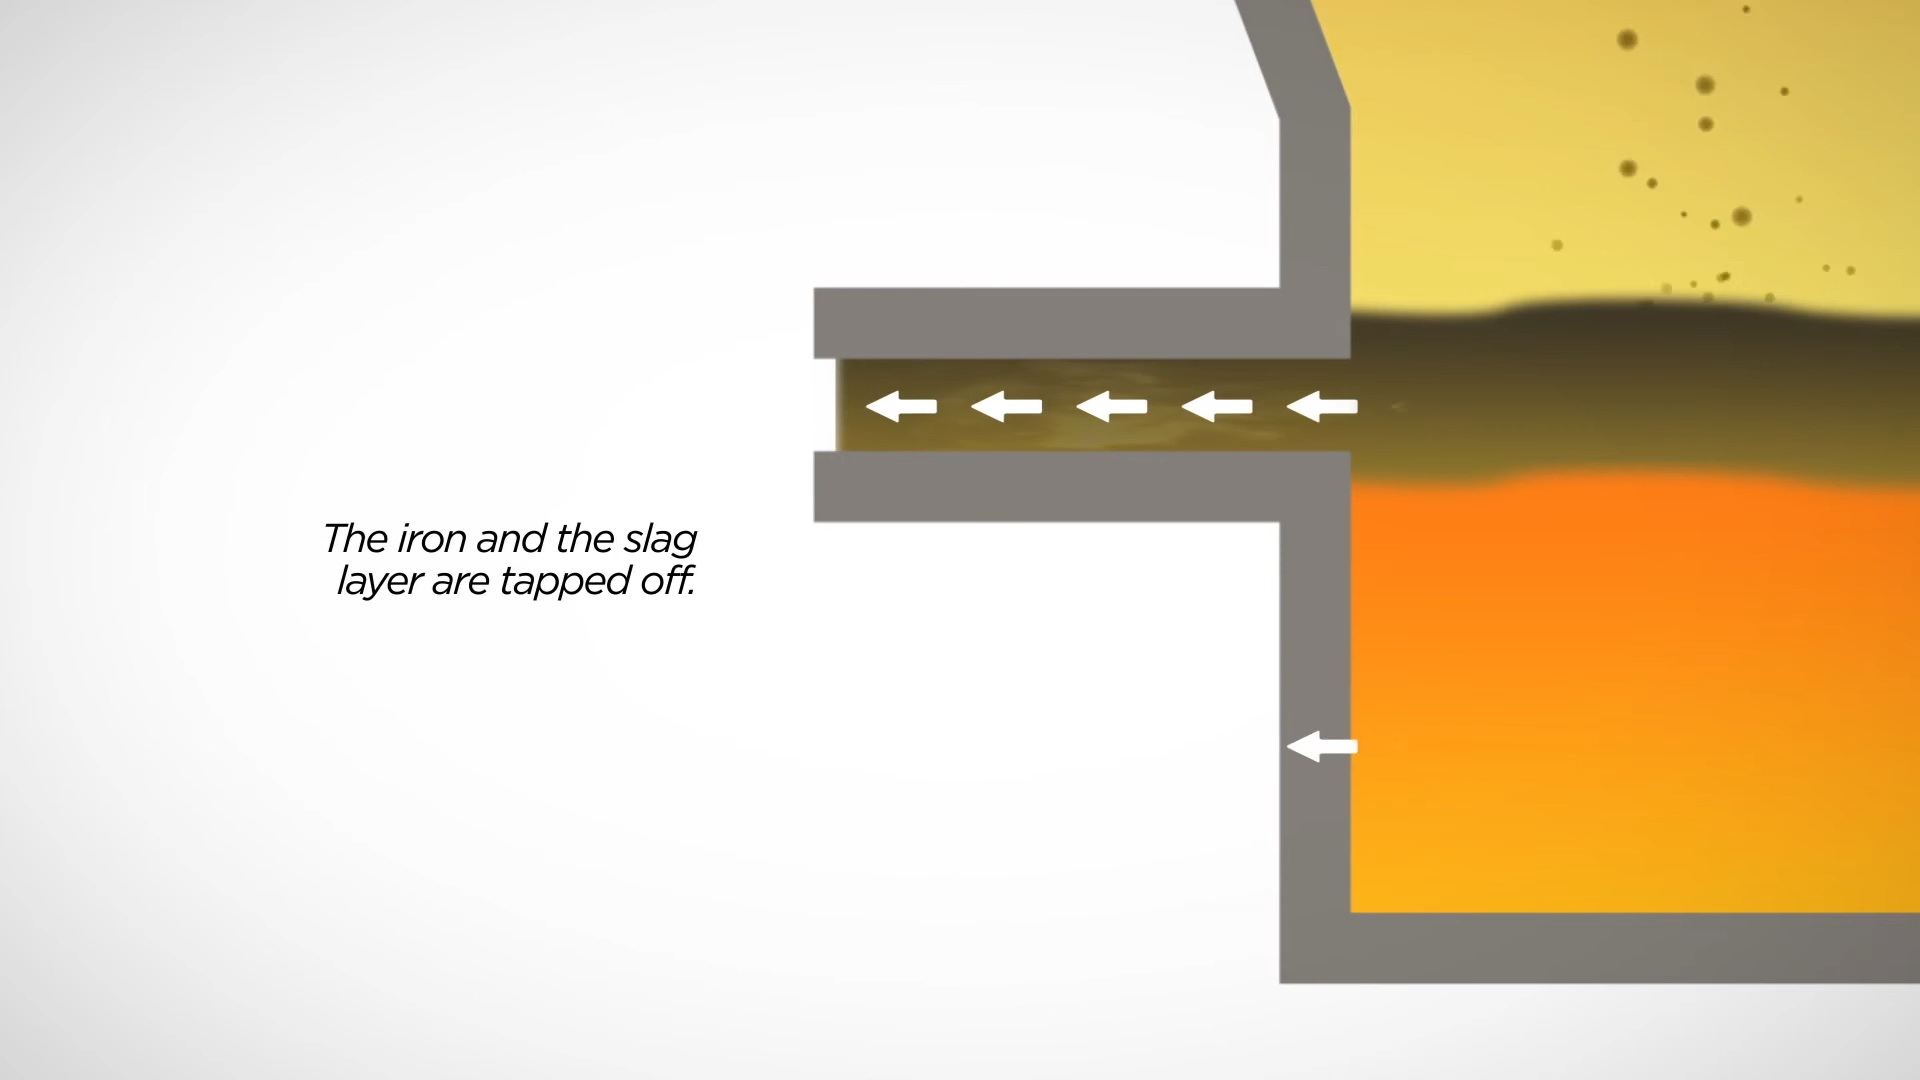 The iron and the slag
layer are tapped off.